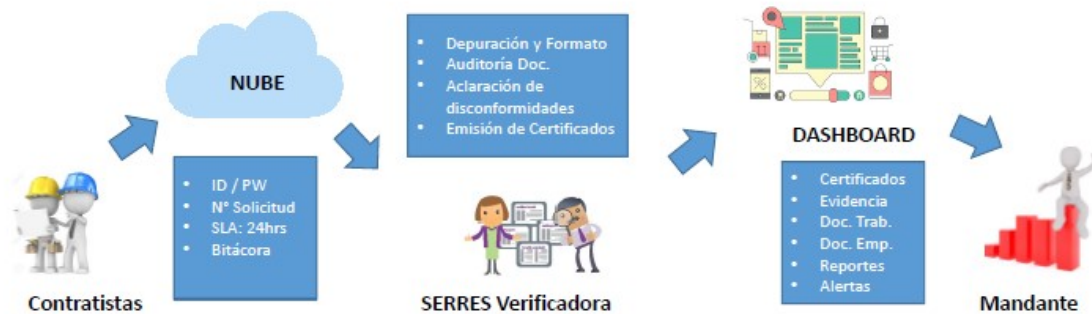 NUBE
• ID / PW
• N° Solicitud
• SLA: 24hrs
• Bitácora
Contratistas
• Depuración y Formato
• Auditoría Doc.
• Aclaración de
disconformidades
• Emisión de Certificados
SERRES Verificadora
%
DASHBOARD
• Certificados
• Evidencia
• Doc. Trab.
• Doc. Emp.
• Reportes
• Alertas
Mandante